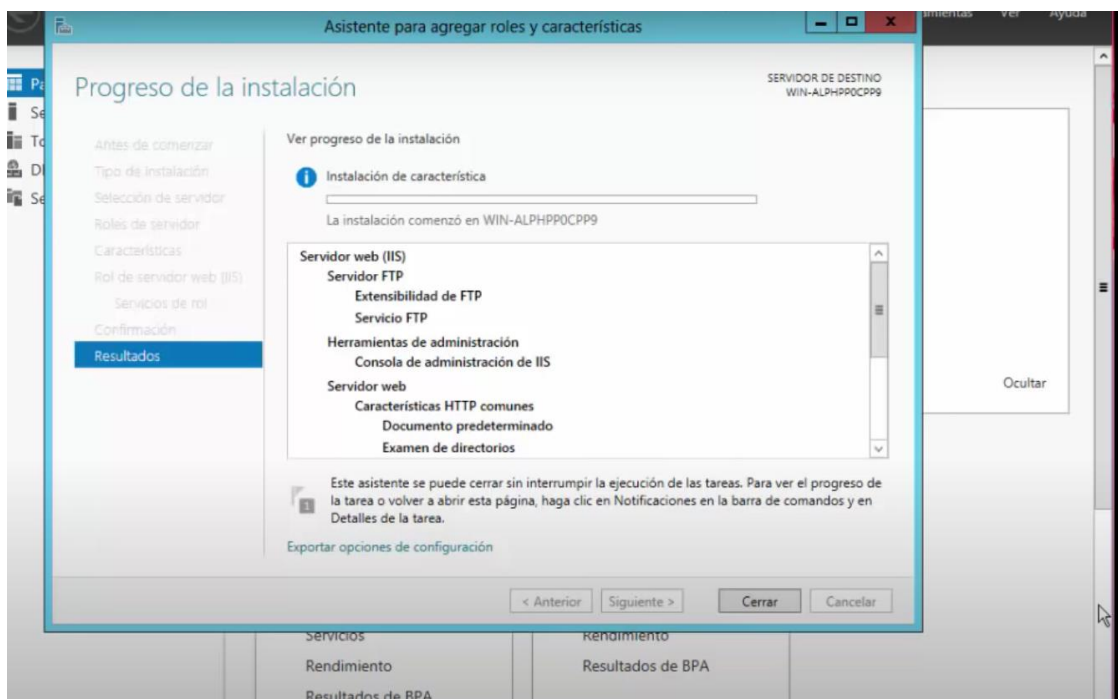 Ver
Ayuda
Asistente para agregar roles y características
Progreso de la instalación
SERVIDOR DE DESTINO
WIN-ALPHPP0CPP9
Antes de comenzar
Tipo de instalación
Selección de servidor
Roles de servidor
Características
Rol de servidor web (IIS)
Servicios de rol
Confirmación
Resultados
Ver progreso de la instalación
Instalación de característica
La instalación comenzó en WIN-ALPHPP0CPP9
Servidor web (IIS)
Servidor FTP
Extensibilidad de FTP
Servicio FTP
Herramientas de administración
Consola de administración de IIS
Servidor web
Características HTTP comunes
Documento predeterminado
Examen de directorios
Este asistente se puede cerrar sin interrumpir la ejecución de las tareas. Para ver el progreso de
la tarea o volver a abrir esta página, haga clic en Notificaciones en la barra de comandos y en
Detalles de la tarea.
Exportar opciones de configuración
< Anterior
Siguiente >
Cerrar
Cancelar
Ocultar
Servicios
Rendimiento
Resultados de BPA
Rendimiento
Resultados de BPA